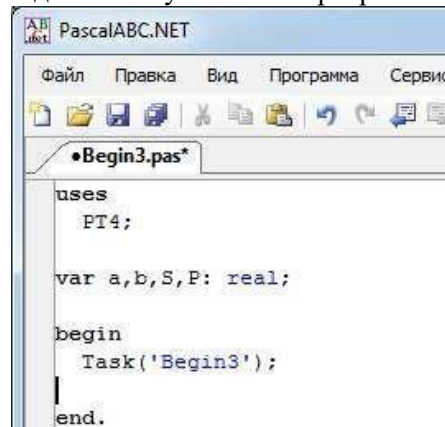 PascalABC.NET
Файл Правка Вид Программа Сервис
•Begin3.pas*
uses
PT4;
var a,b,S,P: real;
begin
Task('Begin3');
end.